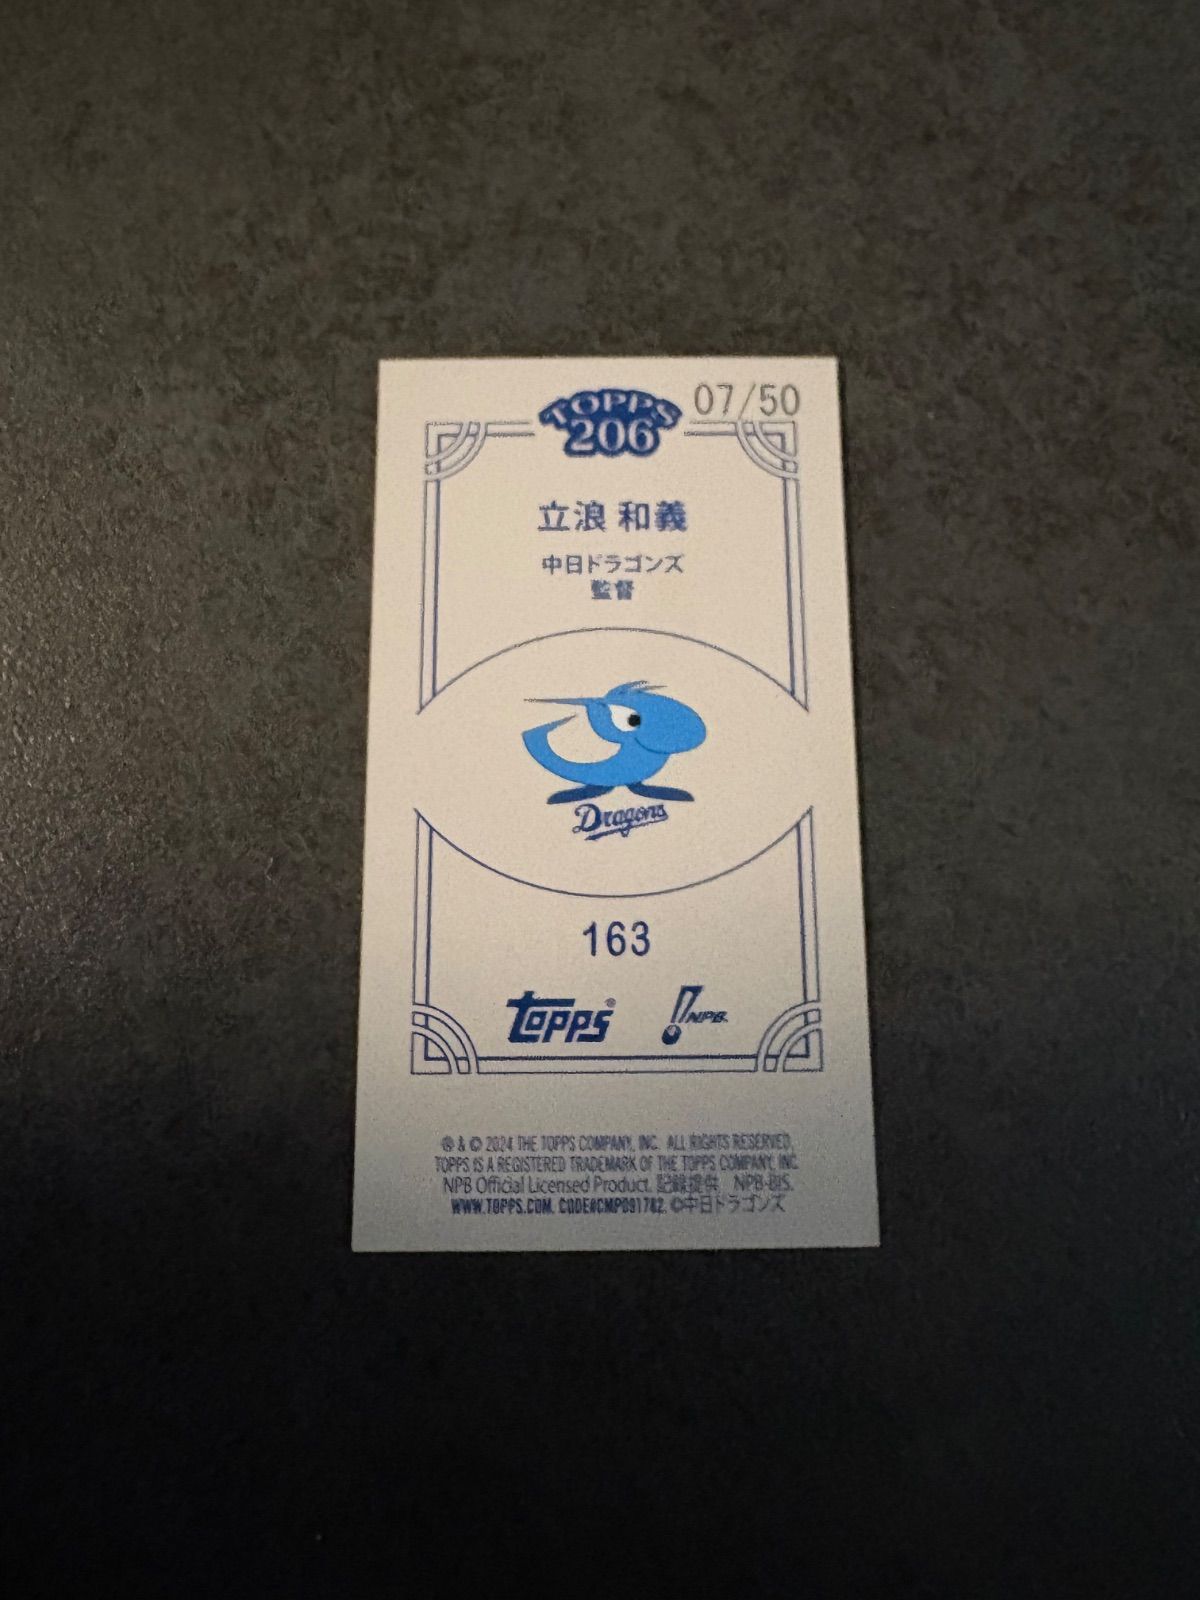 TOPPS
206
07/50
立浪 和義
中日ドラゴンズ
監督
Dragons
163
topps®
NPB
® & © 2024 THE TOPPS COMPANY, INC. ALL RIGHTS RESERVED.
TOPPS IS A REGISTERED TRADEMARK OF THE TOPPS COMPANY, INC.
NPB Official Licensed Product. 記録提供 NPB-BIS.
WWW.TOPPS.COM. CODE#CMP091782. ©中日ドラゴンズ